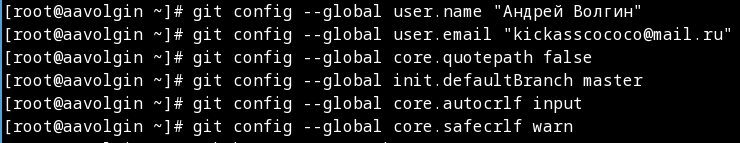 [root@aavolgin ~]# git config --global user.name "Андрей Волгин"
[root@aavolgin ~]# git config --global user.email "kickasscococo@mail.ru"
[root@aavolgin ~]# git config --global core.quotepath false
[root@aavolgin ~]# git config --global init.defaultBranch master
[root@aavolgin ~]# git config --global core.autocrlf input
[root@aavolgin ~]# git config --global core.safecrlf warn